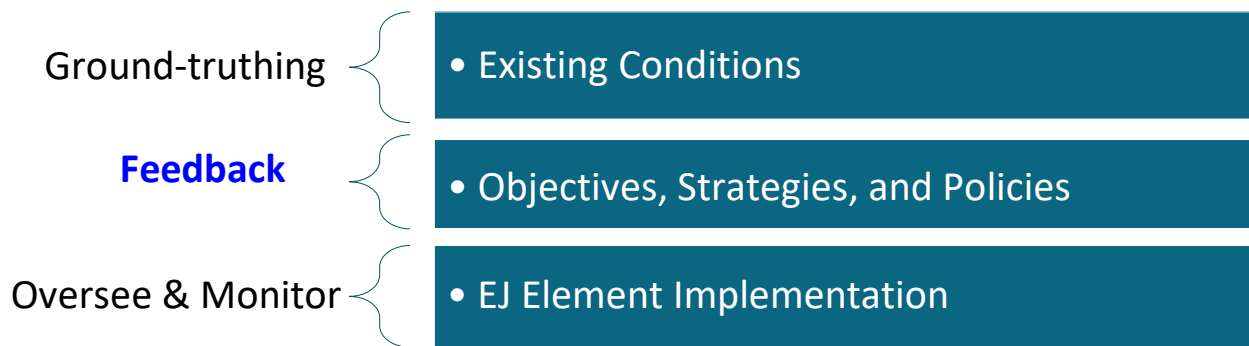 Ground-truthing
• Existing Conditions
Feedback
• Objectives, Strategies, and Policies
Oversee & Monitor
• EJ Element Implementation